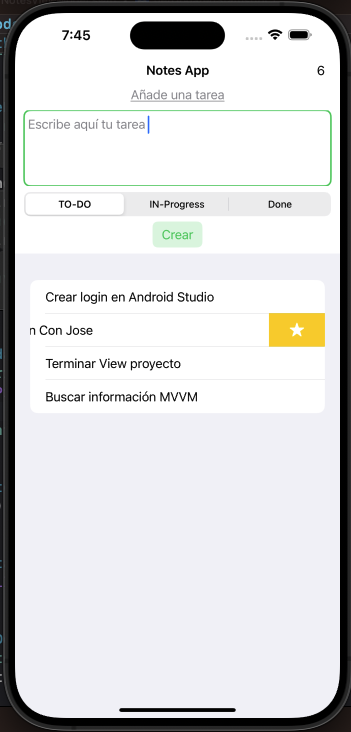 7:45
Notes App 6
Añade una tarea
Escribe aquí tu tarea
TO-DO IN-Progress Done
Crear
Crear login en Android Studio
n Con Jose
Terminar View proyecto
Buscar información MVVM